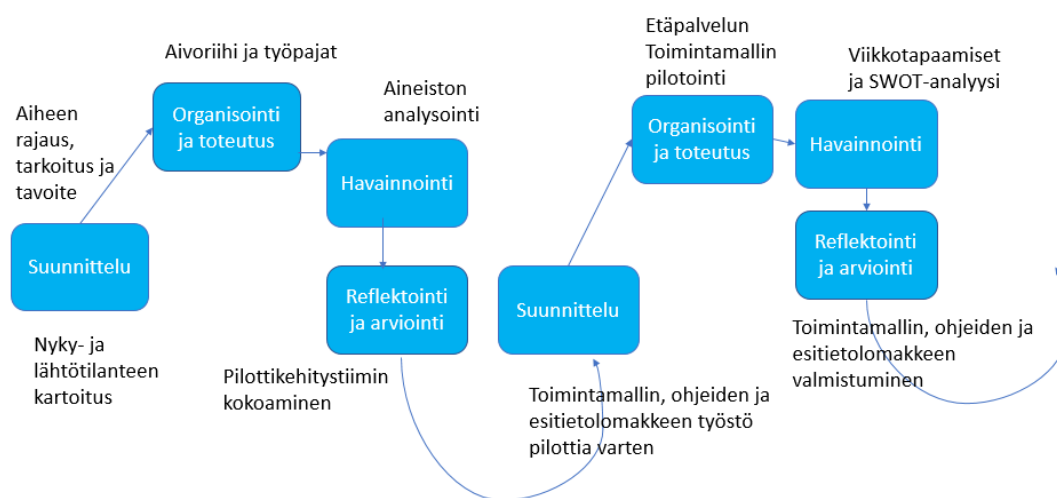 Aiheen
rajaus,
tarkoitus ja
tavoite
Suunnittelu
Nyky- ja
lähtötilanteen
kartoitus
Aivoriihi ja työpajat
Organisointi
ja toteutus
Aineiston
analysointi
Havainnointi
Reflektointi
ja arviointi
Pilottikehitystiimin
kokoaminen
Suunnittelu
Toimintamallin, ohjeiden ja
esitietolomakkeen työstö
pilottia varten
Etäpalvelun
Toimintamallin
pilotointi
Organisointi
ja toteutus
Viikkotapaamiset
ja SWOT-analyysi
Havainnointi
Reflektointi
ja arviointi
Toimintamallin, ohjeiden ja
esitietolomakkeen
valmistuminen